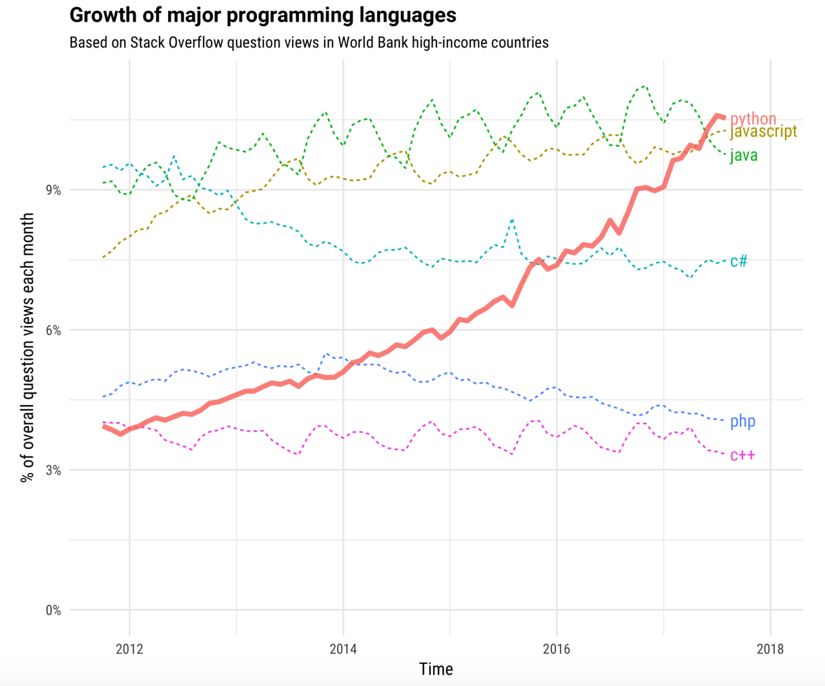 Growth of major programming languages
Based on Stack Overflow question views in World Bank high-income countries
% of overall question views each month
9%
6%
3%
0%
python
javascript
java
c#
php
c++
2012
2014
2016
2018
Time